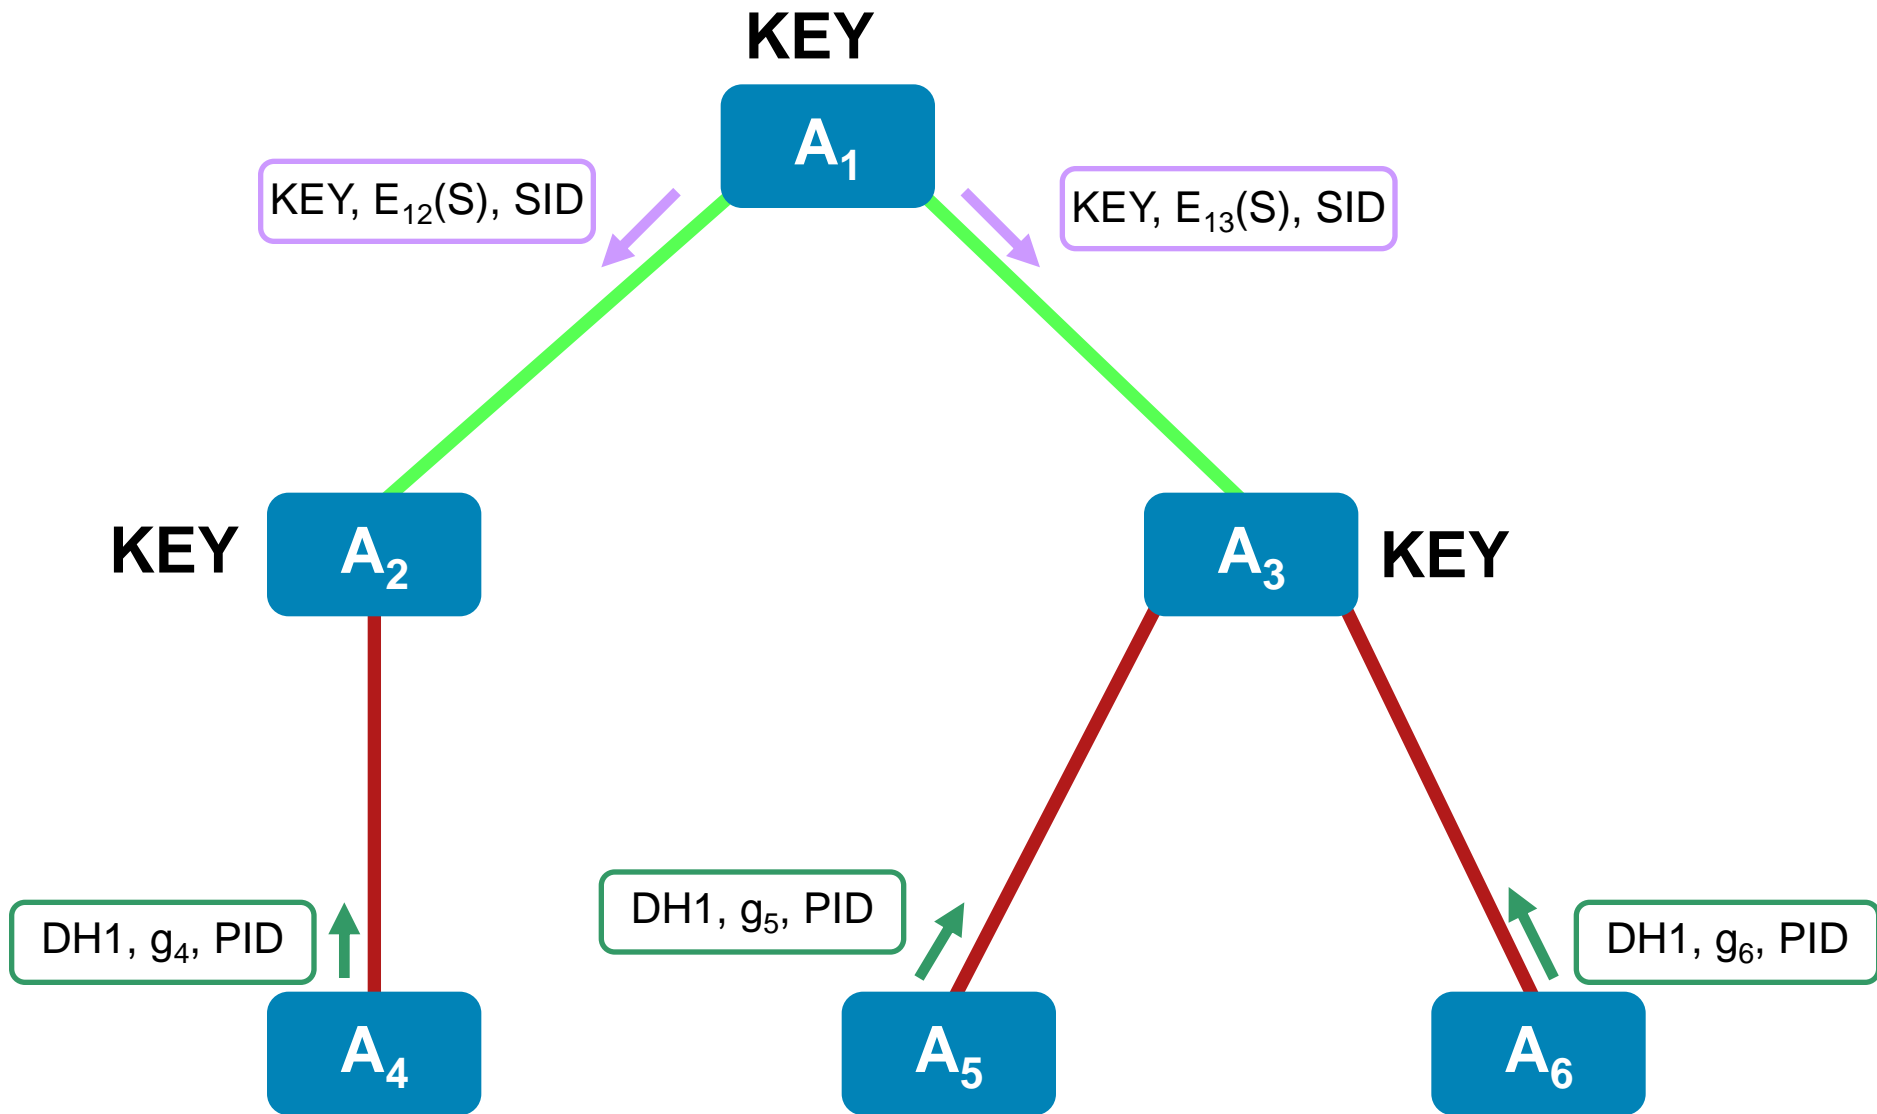 KEY
A₁
KEY, E₁₂(S), SID
KEY, E₁₃(S), SID
KEY
A₂
A₃
KEY
DH1, g₄, PID
DH1, g₅, PID
DH1, g₆, PID
A₄
A₅
A₆